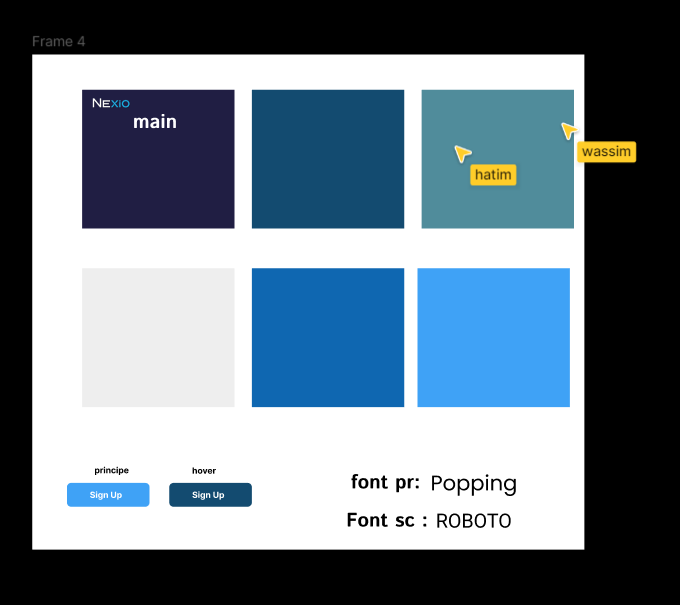 Frame 4
NEXIO
main
wassim
hatim
principe
hover
Sign Up
Sign Up
font pr: Popping
Font sc : ROBOTO